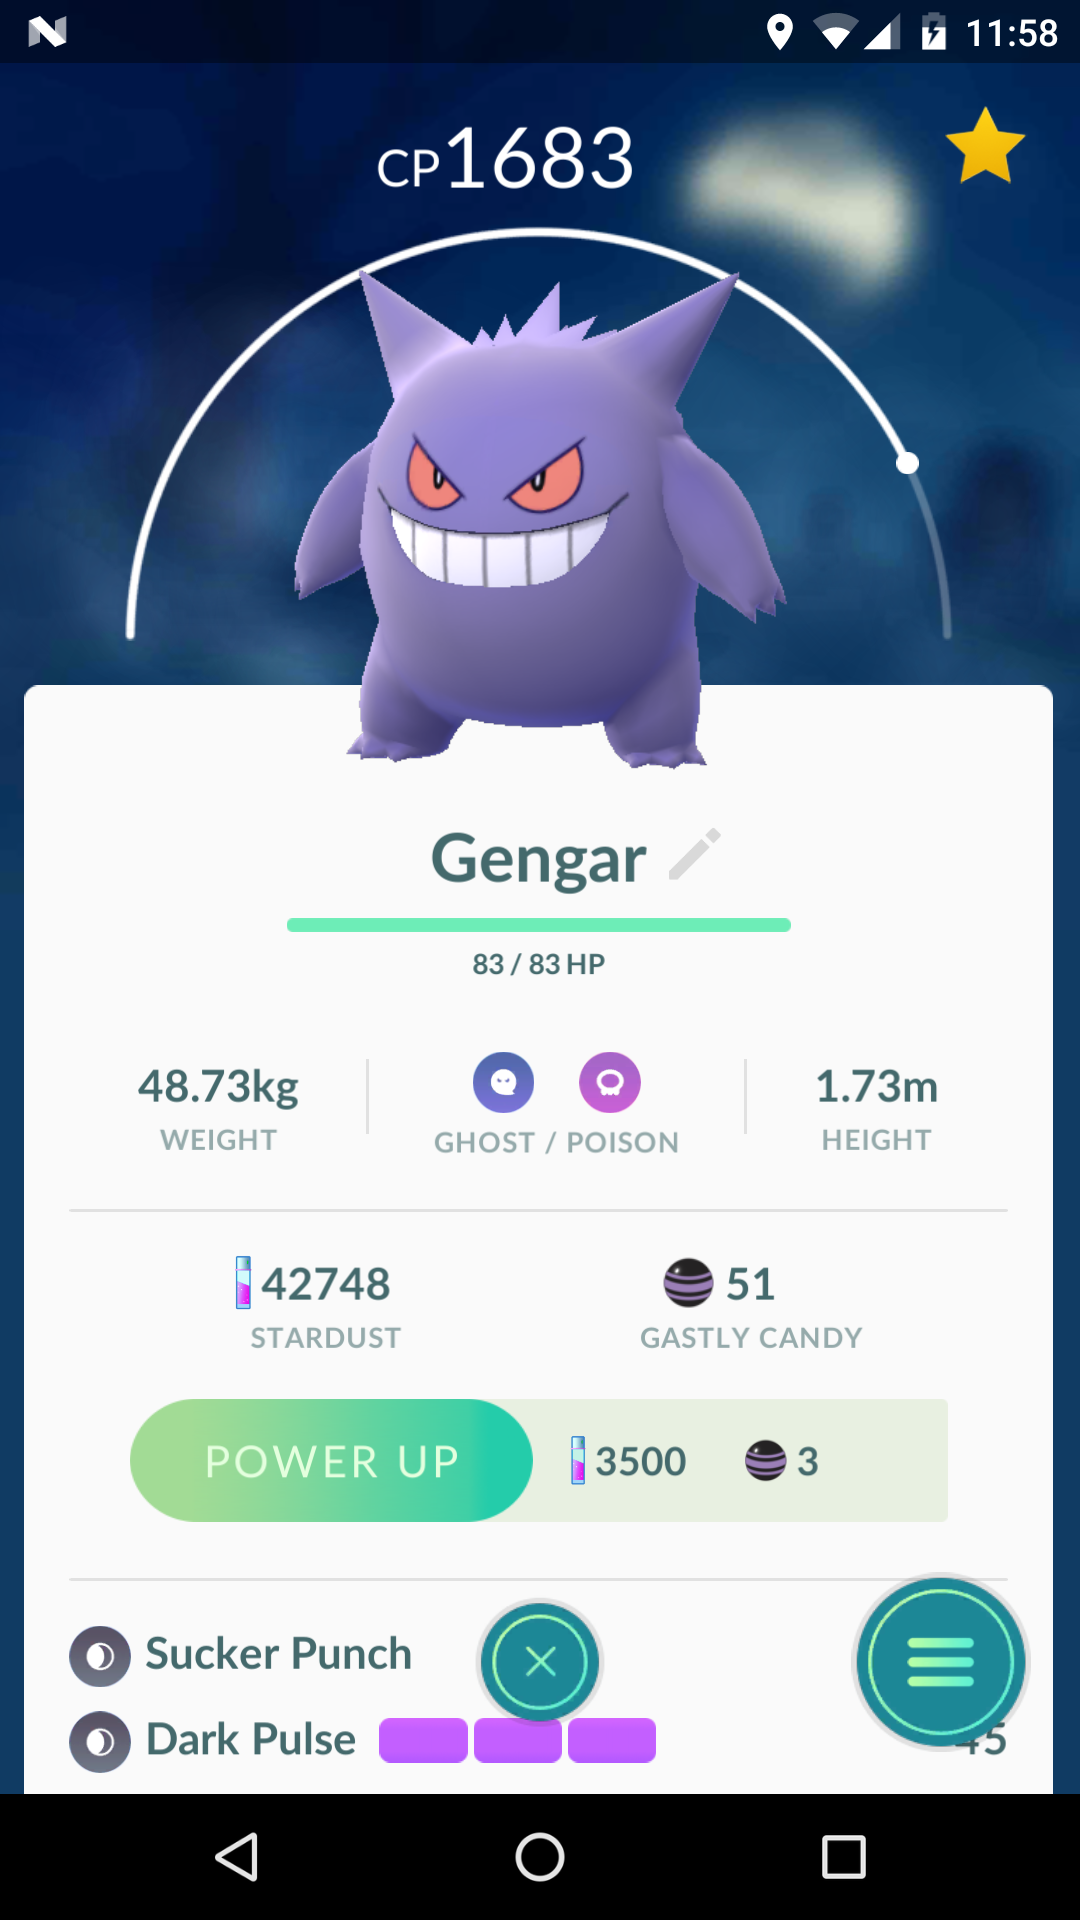 11:58
CP1683
Gengar
83 / 83 HP
48.73kg
WEIGHT
GHOST / POISON
1.73m
HEIGHT
42748
STARDUST
51
GASTLY CANDY
POWER UP
3500
3
Sucker Punch
Dark Pulse
45